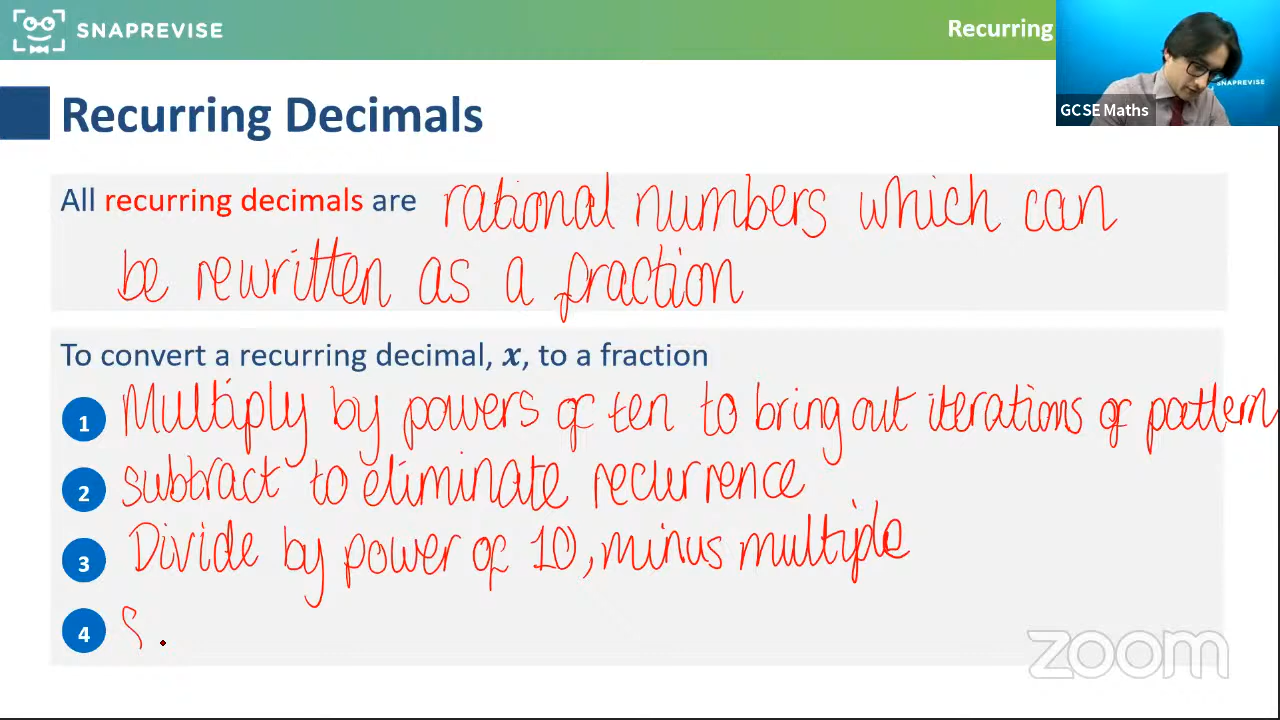 SNAPREVISE
Recurring
SNAPREVISE
GCSE Maths
Recurring Decimals
All recurring decimals are rational numbers which can
be rewritten as a fraction
To convert a recurring decimal, x, to a fraction
1 Multiply by powers of ten to bring out iterations of pattern
2 subtract to eliminate recurrence
3 Divide by power of 10, minus multiple
4 S
zoom